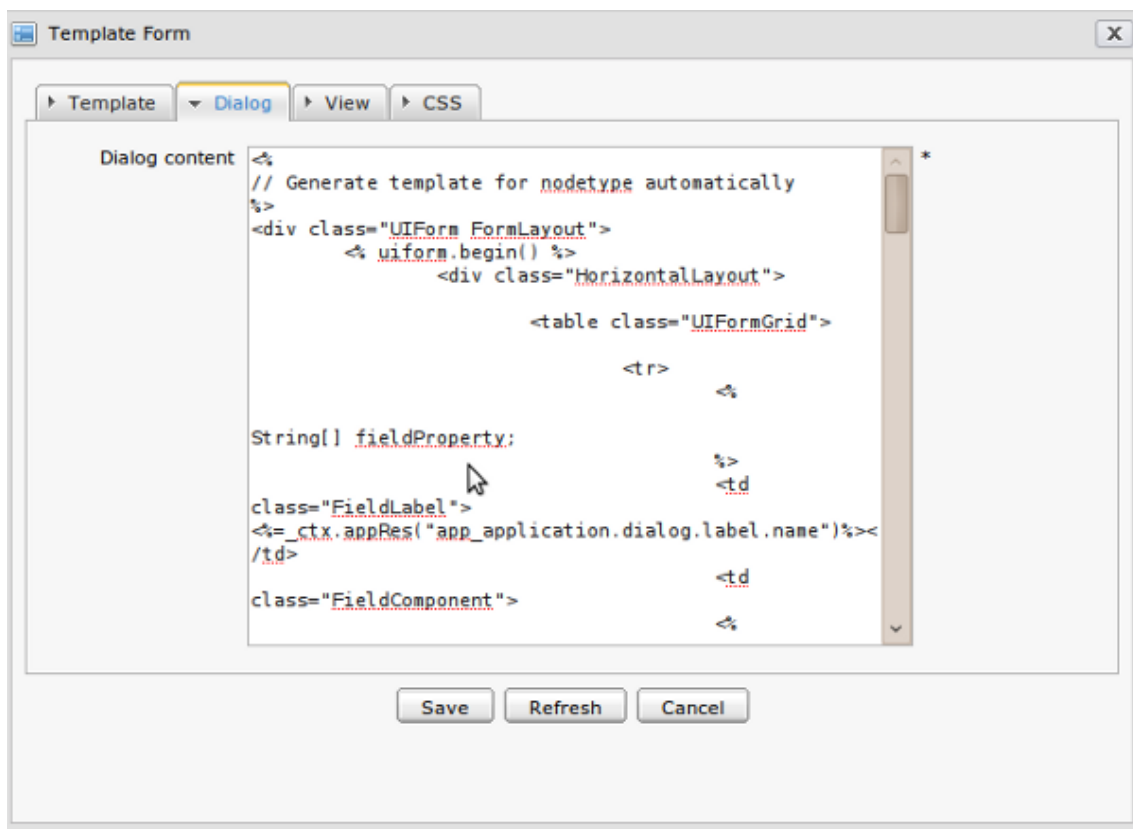 Template Form
Template Dialog View CSS
Dialog content <% *
// Generate template for nodetype automatically
%>
<div class="UIForm FormLayout">
<% uiform.begin() %>
<div class="HorizontalLayout">
<table class="UIFormGrid">
<tr>
<%
String[] fieldProperty;
%>
<td
class="FieldLabel">
<%=_ctx.appRes("app_application.dialog.label.name")%><
/td>
<td
class="FieldComponent">
<%
Save Refresh Cancel